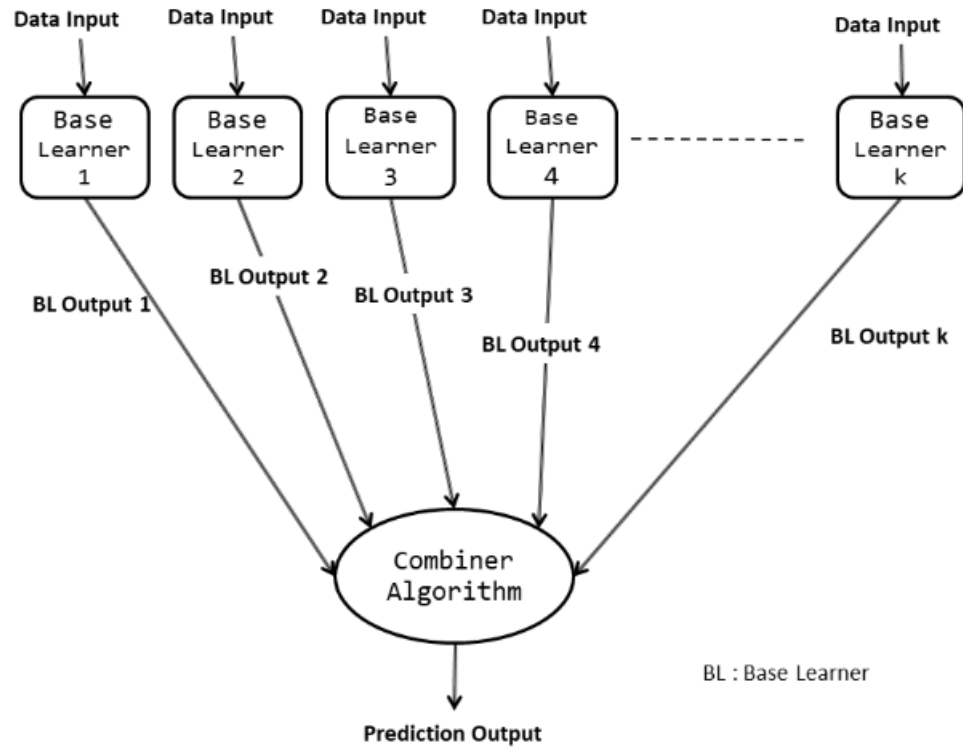 Data Input
Data Input
Data Input
Data Input
Data Input
Base
Learner
1
Base
Learner
2
Base
Learner
3
Base
Learner
4
Base
Learner
k
BL Output 1
BL Output 2
BL Output 3
BL Output 4
BL Output k
Combiner
Algorithm
BL : Base Learner
Prediction Output